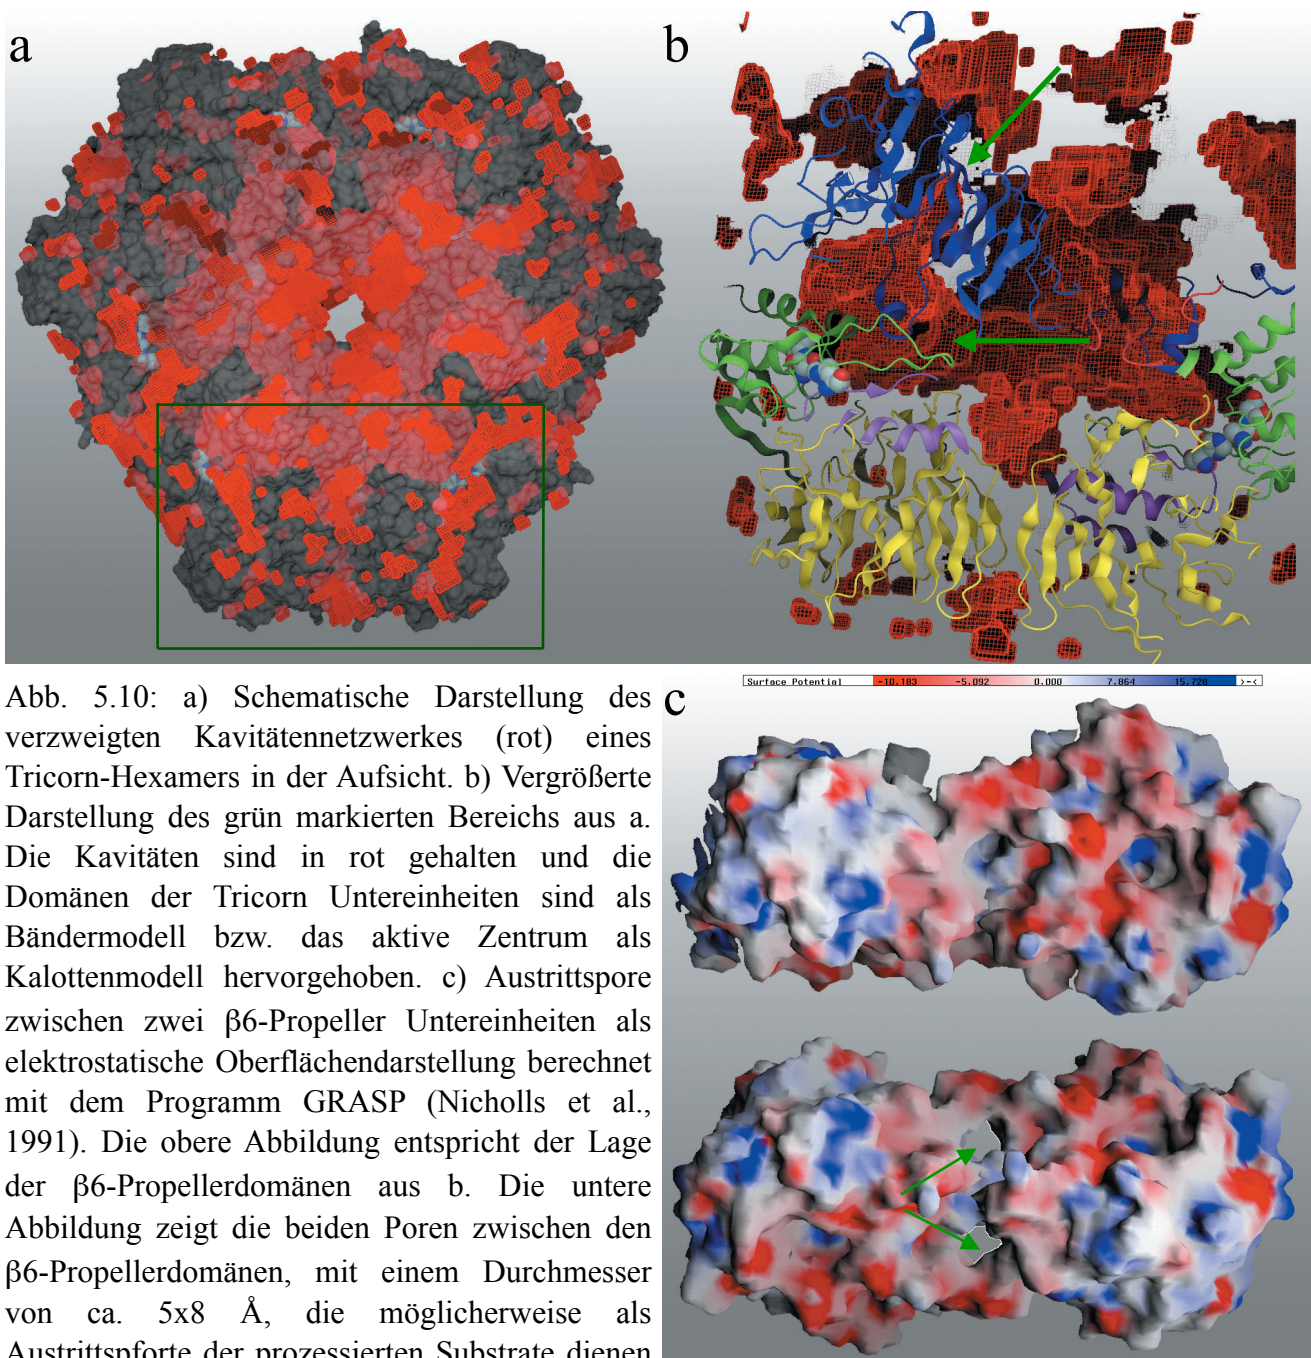 a
b
Surface Potential -10.183 -5.092 0.000 7.864 15.728 >-<
c
Abb. 5.10: a) Schematische Darstellung des
verzweigten Kavitätennetzwerkes (rot) eines
Tricorn-Hexamers in der Aufsicht. b) Vergrößerte
Darstellung des grün markierten Bereichs aus a.
Die Kavitäten sind in rot gehalten und die
Domänen der Tricorn Untereinheiten sind als
Bändermodell bzw. das aktive Zentrum als
Kalottenmodell hervorgehoben. c) Austrittspore
zwischen zwei β6-Propeller Untereinheiten als
elektrostatische Oberflächendarstellung berechnet
mit dem Programm GRASP (Nicholls et al.,
1991). Die obere Abbildung entspricht der Lage
der β6-Propellerdomänen aus b. Die untere
Abbildung zeigt die beiden Poren zwischen den
β6-Propellerdomänen, mit einem Durchmesser
von ca. 5x8 Å, die möglicherweise als
Austrittspforte der prozessierten Substrate dienen